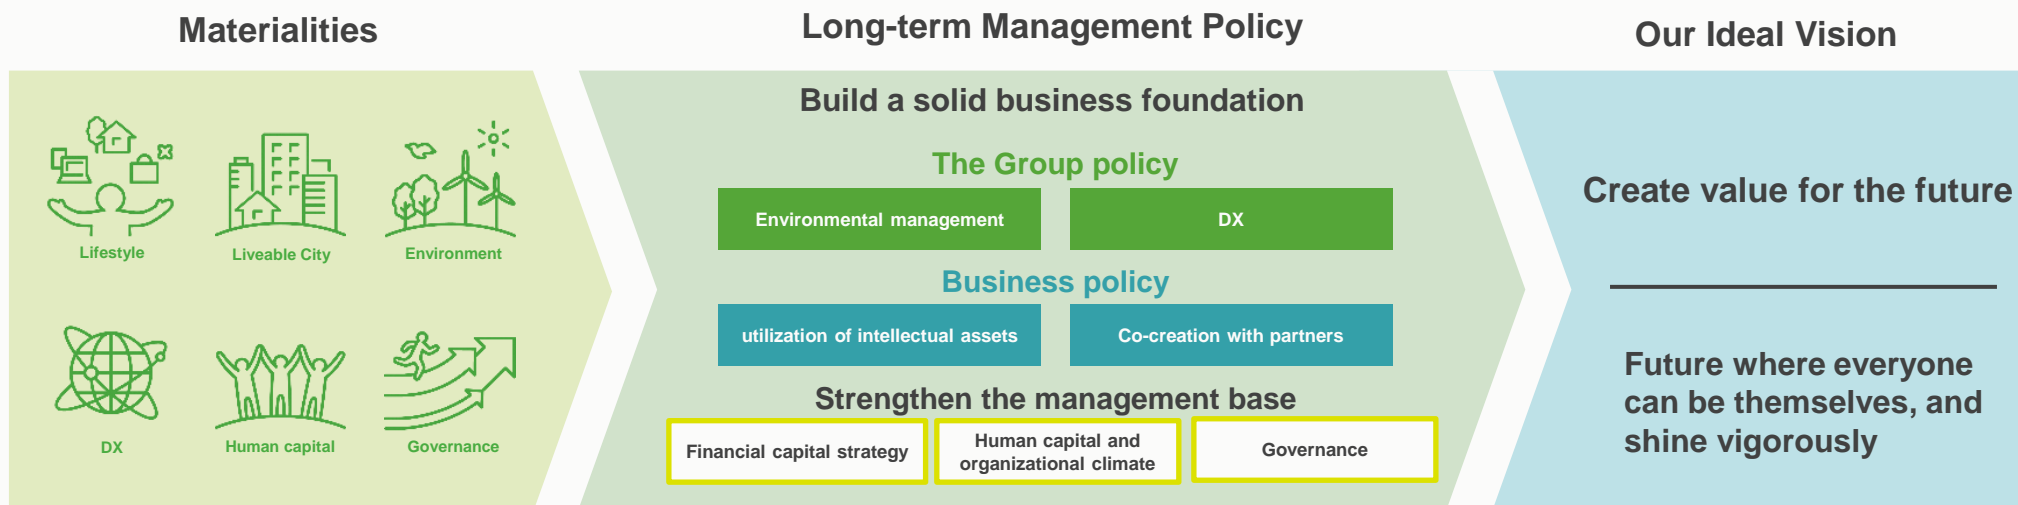 Materialities
Long-term Management Policy
Our Ideal Vision
Lifestyle
Liveable City
Environment
DX
Human capital
Governance
Build a solid business foundation
The Group policy
Environmental management
DX
Business policy
utilization of intellectual assets
Co-creation with partners
Strengthen the management base
Financial capital strategy
Human capital and
organizational climate
Governance
Create value for the future
Future where everyone
can be themselves, and
shine vigorously